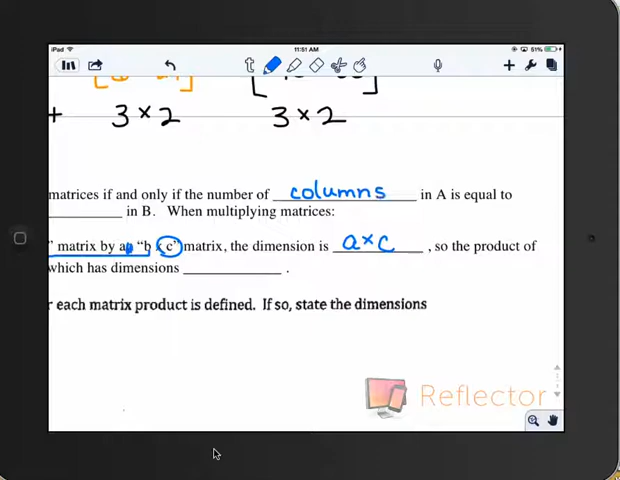 iPad 11:51 AM 51%
+ 3 × 2 3 × 2
matrices if and only if the number of columns in A is equal to
in B. When multiplying matrices:
" matrix by a "b x c" matrix, the dimension is a×c , so the product of
which has dimensions .
r each matrix product is defined. If so, state the dimensions
Reflector